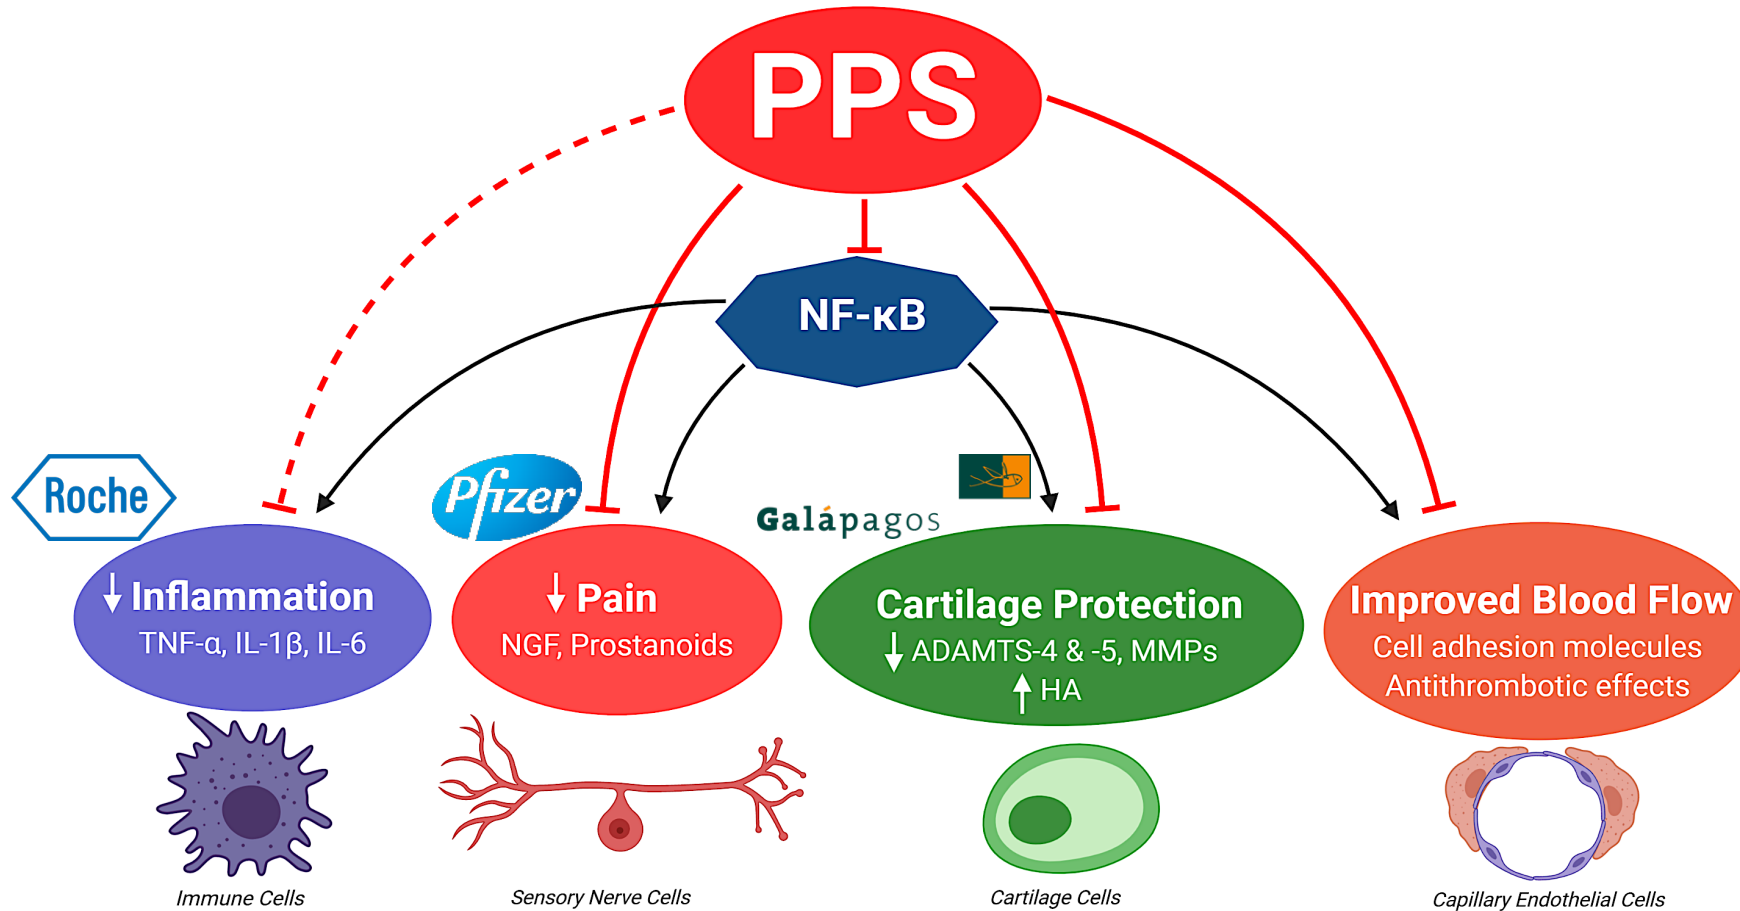 PPS
NF-κB
Roche
Pfizer
Galápagos
↓ Inflammation
TNF-α, IL-1β, IL-6
↓ Pain
NGF, Prostanoids
Cartilage Protection
↓ ADAMTS-4 & -5, MMPs
↑ HA
Improved Blood Flow
Cell adhesion molecules
Antithrombotic effects
Immune Cells
Sensory Nerve Cells
Cartilage Cells
Capillary Endothelial Cells